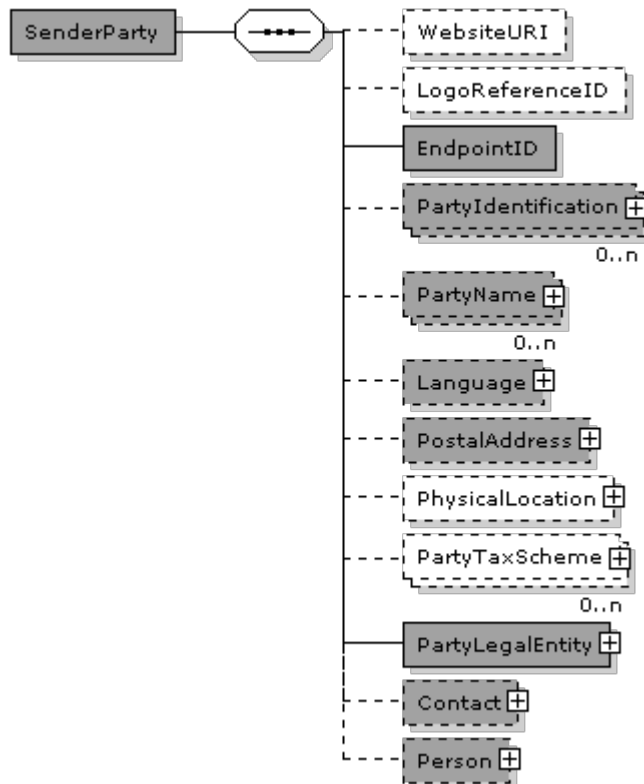 SenderParty
WebsiteURI
LogoReferenceID
EndpointID
PartyIdentification
0..n
PartyName
0..n
Language
PostalAddress
PhysicalLocation
PartyTaxScheme
0..n
PartyLegalEntity
Contact
Person